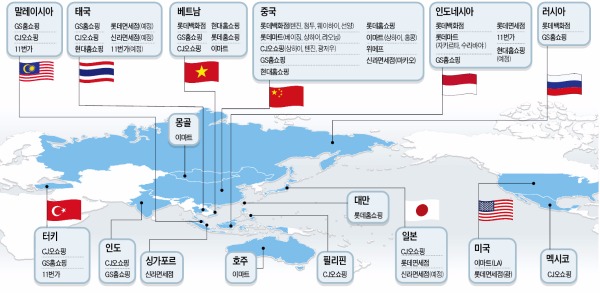 말레이시아
GS홈쇼핑
CJ오쇼핑
11번가
태국
GS홈쇼핑
CJ오쇼핑
현대홈쇼핑
롯데면세점(예정)
신라면세점(예정)
11번가(예정)
베트남
롯데백화점
GS홈쇼핑
CJ오쇼핑
현대홈쇼핑
롯데홈쇼핑
이마트
중국
롯데백화점(톈진, 청두, 웨이하이, 선양)
롯데마트(베이징, 상하이, 랴오닝)
CJ오쇼핑(상하이, 톈진, 광저우)
GS홈쇼핑
현대홈쇼핑
롯데홈쇼핑
이마트(상하이, 홍콩)
위메프
신라면세점(마카오)
인도네시아
롯데백화점
롯데마트
(자카르타, 수라바야)
GS홈쇼핑
롯데면세점
11번가
현대홈쇼핑
(예정)
러시아
롯데백화점
GS홈쇼핑
몽골
이마트
대만
롯데홈쇼핑
터키
CJ오쇼핑
GS홈쇼핑
11번가
인도
CJ오쇼핑
GS홈쇼핑
싱가포르
신라면세점
호주
이마트
필리핀
CJ오쇼핑
일본
CJ오쇼핑
롯데면세점
신라면세점(예정)
미국
이마트(LA)
롯데면세점(괌)
멕시코
CJ오쇼핑